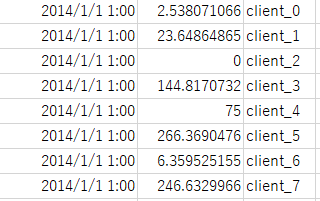 2014/1/1 1:00 2.538071066 client_0
2014/1/1 1:00 23.64864865 client_1
2014/1/1 1:00 0 client_2
2014/1/1 1:00 144.8170732 client_3
2014/1/1 1:00 75 client_4
2014/1/1 1:00 266.3690476 client_5
2014/1/1 1:00 6.359525155 client_6
2014/1/1 1:00 246.6329966 client_7